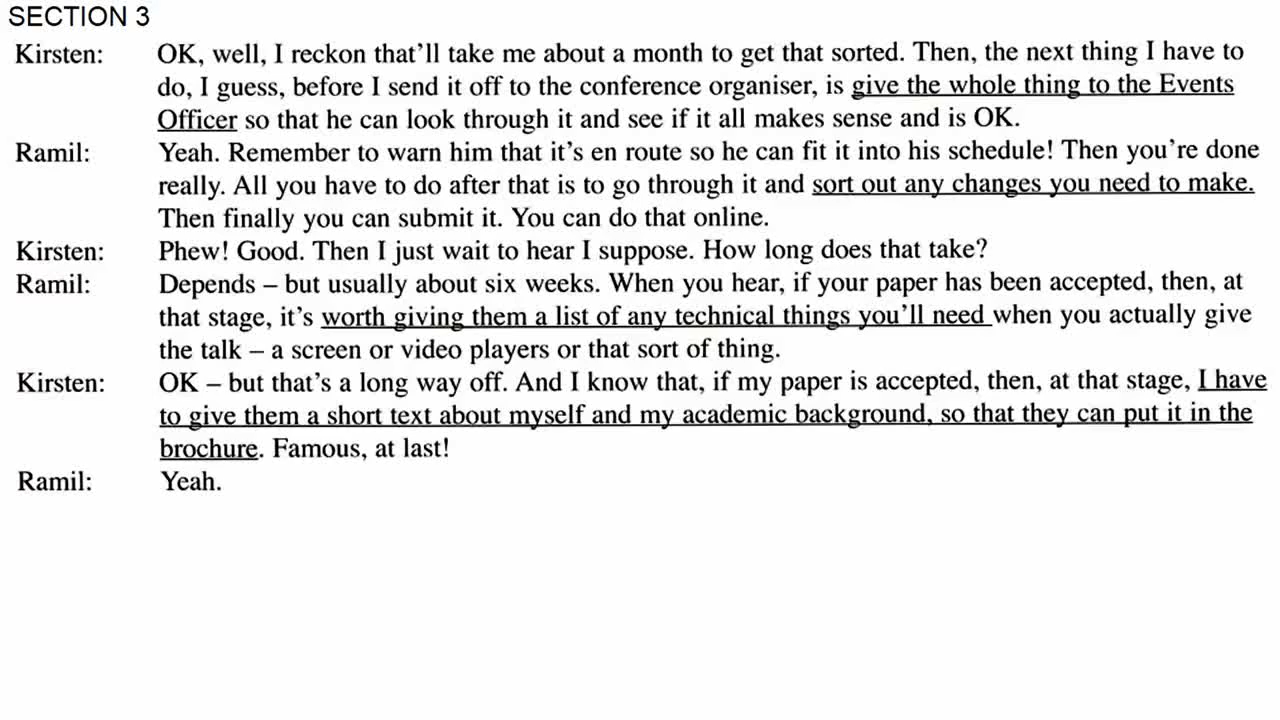 SECTION 3
Kirsten: OK, well, I reckon that'll take me about a month to get that sorted. Then, the next thing I have to
do, I guess, before I send it off to the conference organiser, is give the whole thing to the Events
Officer so that he can look through it and see if it all makes sense and is OK.
Ramil: Yeah. Remember to warn him that it's en route so he can fit it into his schedule! Then you're done
really. All you have to do after that is to go through it and sort out any changes you need to make.
Then finally you can submit it. You can do that online.
Kirsten: Phew! Good. Then I just wait to hear I suppose. How long does that take?
Ramil: Depends – but usually about six weeks. When you hear, if your paper has been accepted, then, at
that stage, it's worth giving them a list of any technical things you'll need when you actually give
the talk – a screen or video players or that sort of thing.
Kirsten: OK – but that's a long way off. And I know that, if my paper is accepted, then, at that stage, I have
to give them a short text about myself and my academic background, so that they can put it in the
brochure. Famous, at last!
Ramil: Yeah.